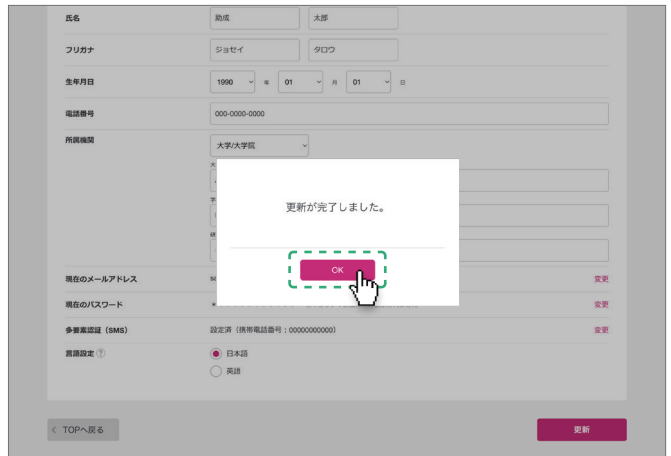 氏名 助成 太郎
フリガナ ジョセイ タロウ
生年月日 1990 年 01 月 01 日
電話番号 000-0000-0000
所属機関 大学/大学院
更新が完了しました。
OK
現在のメールアドレス 変更
現在のパスワード 変更
多要素認証（SMS） 設定済（携帯電話番号：00000000000） 変更
言語設定 ? 日本語
英語
< TOPへ戻る 更新